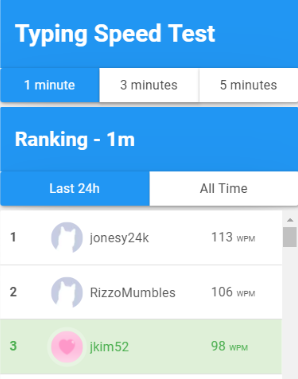 Typing Speed Test
1 minute 3 minutes 5 minutes
Ranking - 1m
Last 24h All Time
1 jonesy24k 113 WPM
2 RizzoMumbles 106 WPM
3 jkim52 98 WPM